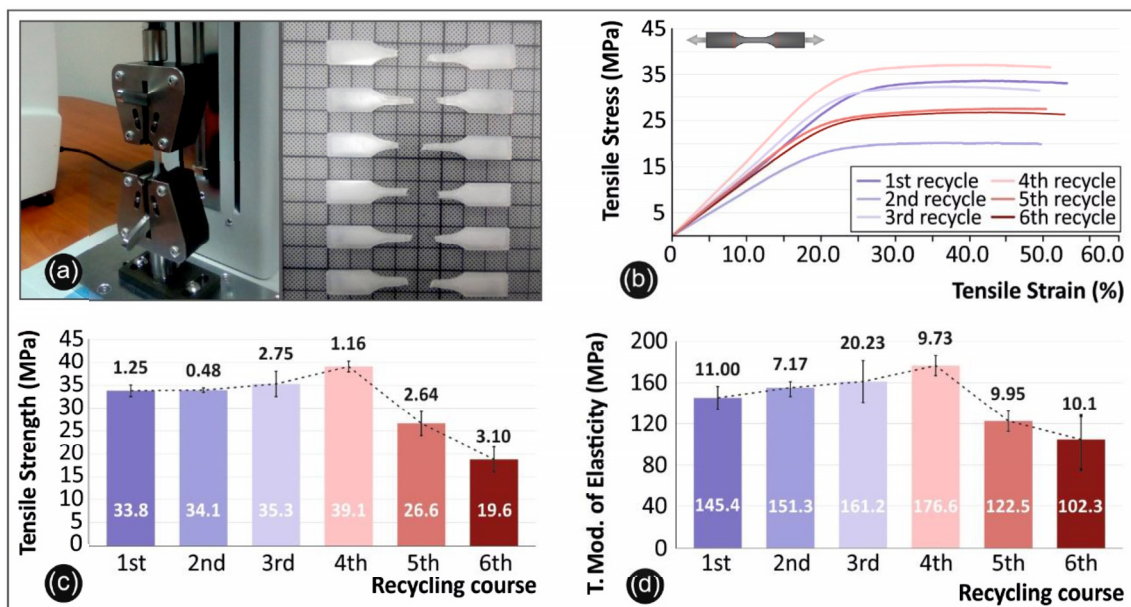 (a)
Tensile Stress (MPa)
45
35
25
15
5
0
10.0
20.0
10.0
30.0
40.0
50.0
60.0
1st recycle
2nd recycle
3rd recycle
4th recycle
5th recycle
6th recycle
Tensile Strain (%)
(b)
Tensile Strength (MPa)
45
40
35
30
25
20
15
10
5
0
1.25
0.48
2.75
1.16
2.64
3.10
33.8
34.1
35.3
39.1
26.6
19.6
1st
2nd
3rd
4th
5th
6th
Recycling course
(c)
T. Mod. of Elasticity (MPa)
200
160
120
80
40
0
11.00
7.17
20.23
9.73
9.95
10.1
145.4
151.3
161.2
176.6
122.5
102.3
1st
2nd
3rd
4th
5th
6th
Recycling course
(d)